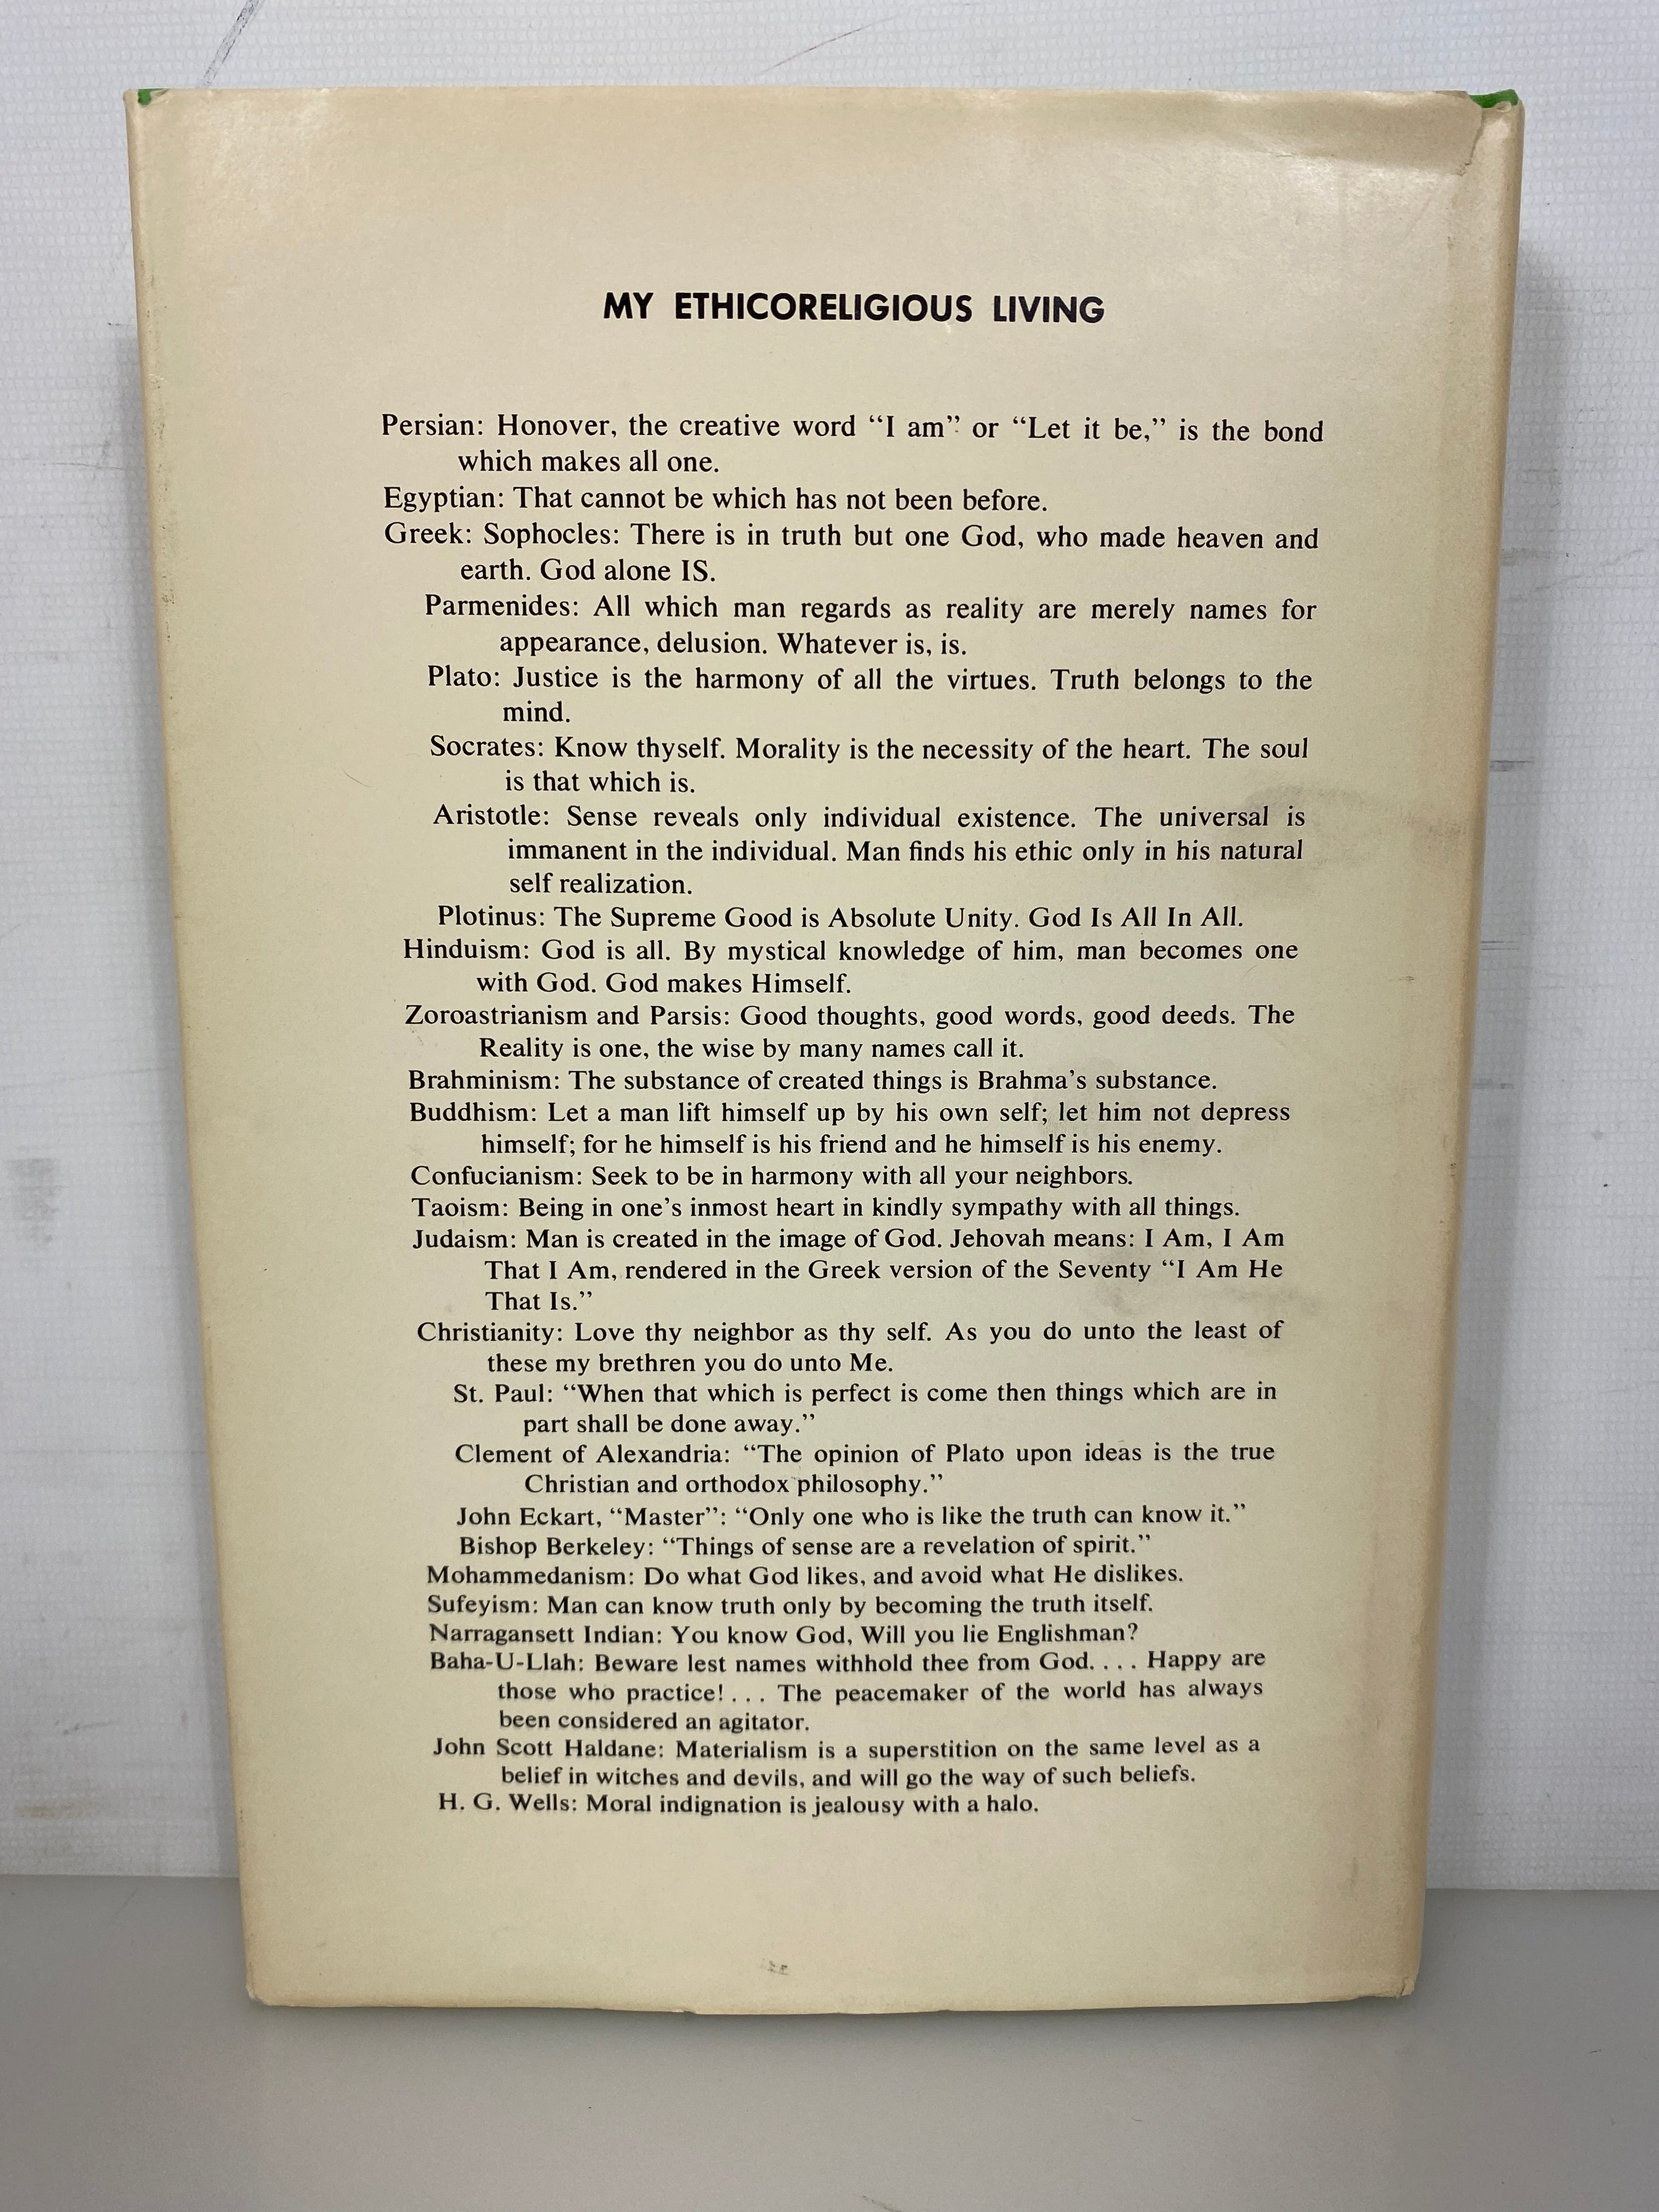 MY ETHICORELIGIOUS LIVING
Persian: Honover, the creative word “I am” or “Let it be,” is the bond
which makes all one.
Egyptian: That cannot be which has not been before.
Greek: Sophocles: There is in truth but one God, who made heaven and
earth. God alone IS.
Parmenides: All which man regards as reality are merely names for
appearance, delusion. Whatever is, is.
Plato: Justice is the harmony of all the virtues. Truth belongs to the
mind.
Socrates: Know thyself. Morality is the necessity of the heart. The soul
is that which is.
Aristotle: Sense reveals only individual existence. The universal is
immanent in the individual. Man finds his ethic only in his natural
self realization.
Plotinus: The Supreme Good is Absolute Unity. God Is All In All.
Hinduism: God is all. By mystical knowledge of him, man becomes one
with God. God makes Himself.
Zoroastrianism and Parsis: Good thoughts, good words, good deeds. The
Reality is one, the wise by many names call it.
Brahminism: The substance of created things is Brahma’s substance.
Buddhism: Let a man lift himself up by his own self; let him not depress
himself; for he himself is his friend and he himself is his enemy.
Confucianism: Seek to be in harmony with all your neighbors.
Taoism: Being in one’s inmost heart in kindly sympathy with all things.
Judaism: Man is created in the image of God. Jehovah means: I Am, I Am
That I Am, rendered in the Greek version of the Seventy “I Am He
That Is.”
Christianity: Love thy neighbor as thy self. As you do unto the least of
these my brethren you do unto Me.
St. Paul: “When that which is perfect is come then things which are in
part shall be done away.”
Clement of Alexandria: “The opinion of Plato upon ideas is the true
Christian and orthodox philosophy.”
John Eckart, “Master”: “Only one who is like the truth can know it.”
Bishop Berkeley: “Things of sense are a revelation of spirit.”
Mohammedanism: Do what God likes, and avoid what He dislikes.
Sufeyism: Man can know truth only by becoming the truth itself.
Narragansett Indian: You know God, Will you lie Englishman?
Baha-U-Llah: Beware lest names withhold thee from God. . . . Happy are
those who practice! . . . The peacemaker of the world has always
been considered an agitator.
John Scott Haldane: Materialism is a superstition on the same level as a
belief in witches and devils, and will go the way of such beliefs.
H. G. Wells: Moral indignation is jealousy with a halo.